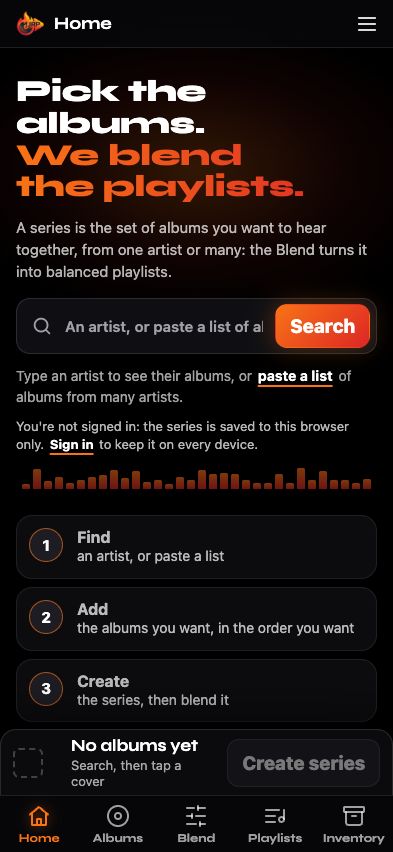 Home
Pick the
albums.
We blend
the playlists.
A series is the set of albums you want to hear
together, from one artist or many: the Blend turns it
into balanced playlists.
An artist, or paste a list of al
Search
Type an artist to see their albums, or paste a list of
albums from many artists.
You're not signed in: the series is saved to this browser
only. Sign in to keep it on every device.
1
Find
an artist, or paste a list
2
Add
the albums you want, in the order you want
3
Create
the series, then blend it
No albums yet
Search, then tap a
cover
Create series
Home
Albums
Blend
Playlists
Inventory